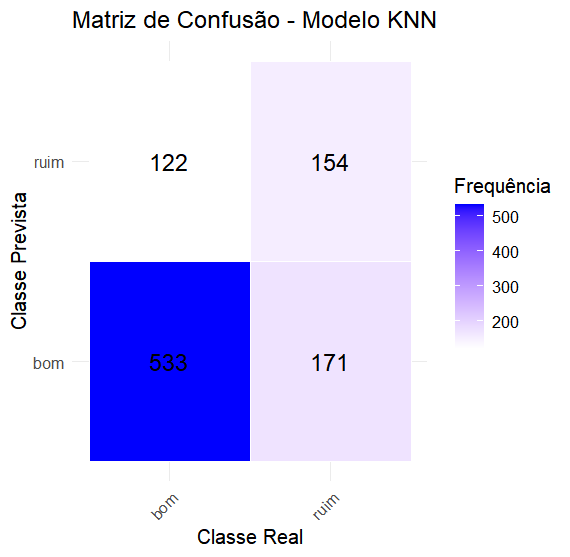 Matriz de Confusão - Modelo KNN
Classe Prevista
ruim
122
154
bom
533
171
bom
ruim
Classe Real
Frequência
500
400
300
200